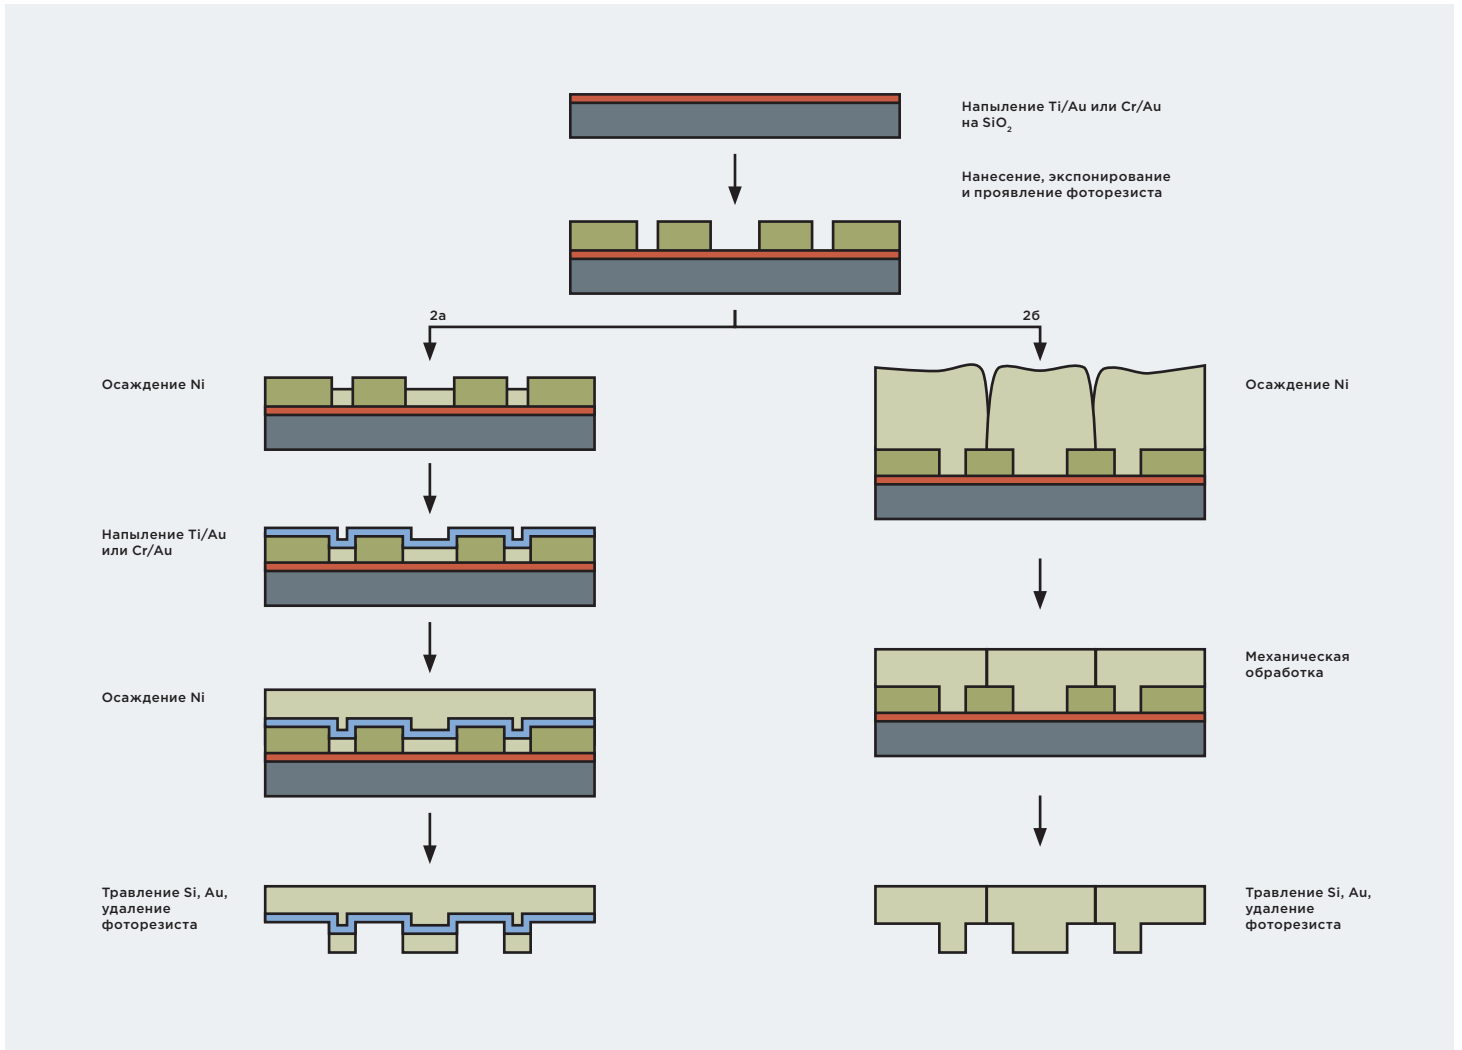 Напыление Ti/Au или Cr/Au
на SiO₂
Нанесение, экспонирование
и проявление фоторезиста
2а
2б
Осаждение Ni
Осаждение Ni
Напыление Ti/Au
или Cr/Au
Механическая
обработка
Осаждение Ni
Травление Si, Au,
удаление
фоторезиста
Травление Si, Au,
удаление
фоторезиста